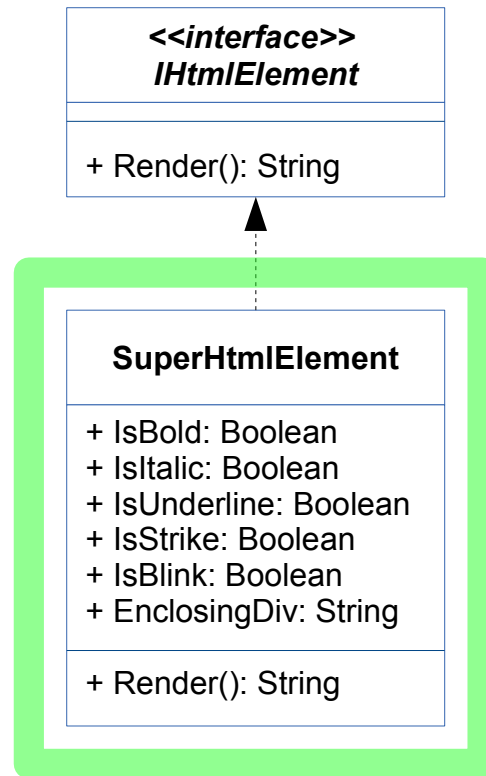 <<interface>>
IHtmlElement
+ Render(): String
SuperHtmlElement
+ IsBold: Boolean
+ IsItalic: Boolean
+ IsUnderline: Boolean
+ IsStrike: Boolean
+ IsBlink: Boolean
+ EnclosingDiv: String
+ Render(): String